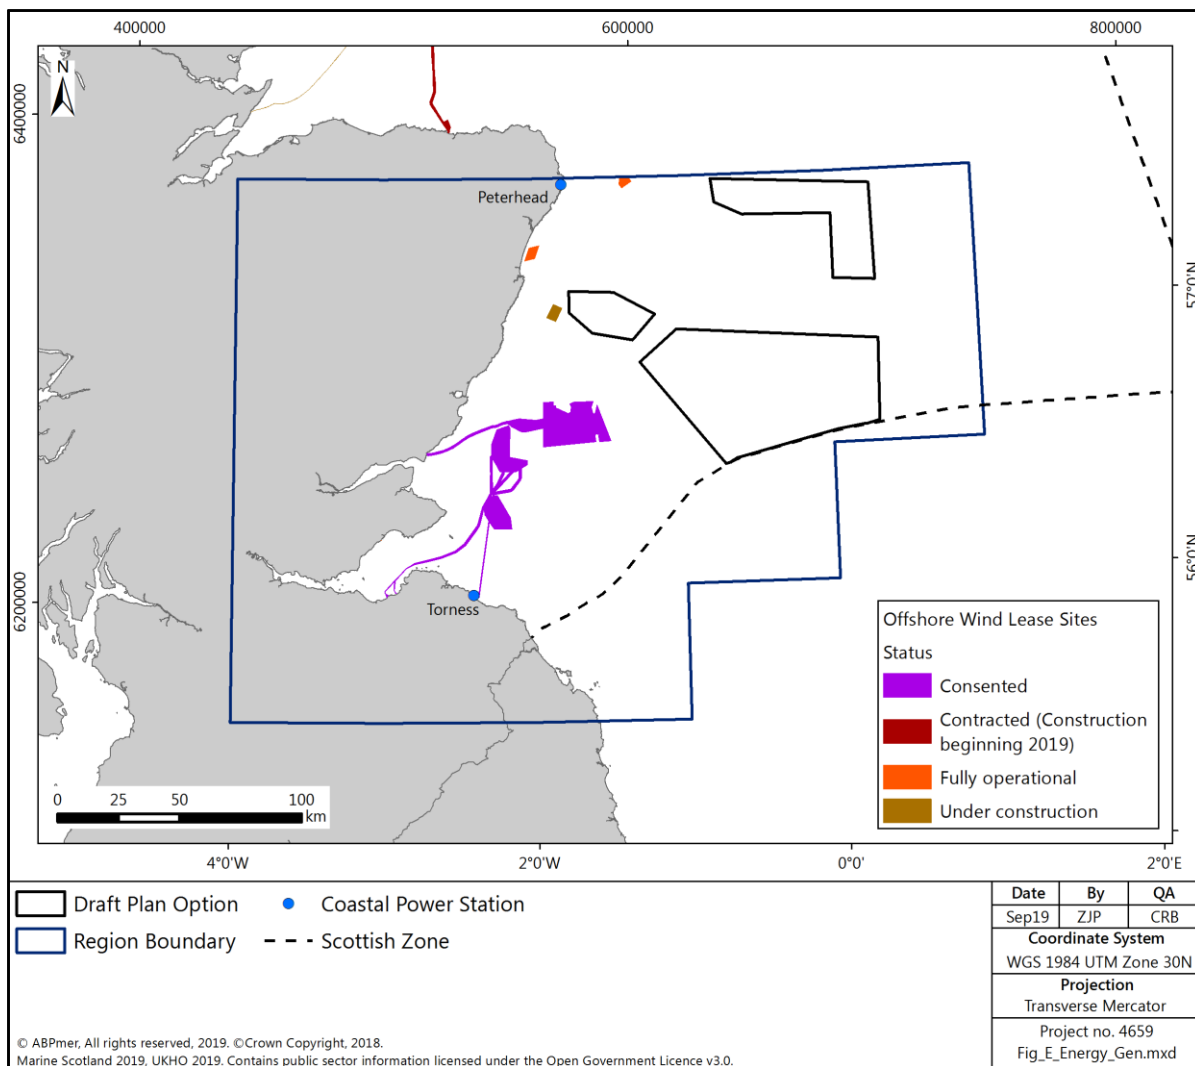 400000
600000
800000
N
6400000
Peterhead
57°0'N
56°0'N
6200000
Torness
Offshore Wind Lease Sites
Status
Consented
Contracted (Construction
beginning 2019)
Fully operational
Under construction
0 25 50 100
km
4°0'W
2°0'W
0°0'
2°0'E
Draft Plan Option
Coastal Power Station
Region Boundary
Scottish Zone
Date By QA
Sep19 ZJP CRB
Coordinate System
WGS 1984 UTM Zone 30N
Projection
Transverse Mercator
Project no. 4659
Fig_E_Energy_Gen.mxd
© ABPmer, All rights reserved, 2019. ©Crown Copyright, 2018.
Marine Scotland 2019, UKHO 2019. Contains public sector information licensed under the Open Government Licence v3.0.